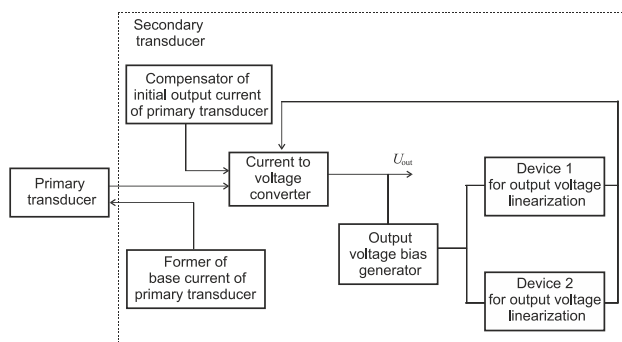 Secondary
transducer
Compensator of
initial output current
of primary transducer
Primary
transducer
Current to
voltage
converter
Uout
Device 1
for output voltage
linearization
Output
voltage bias
generator
Former of
base current of
primary transducer
Device 2
for output voltage
linearization